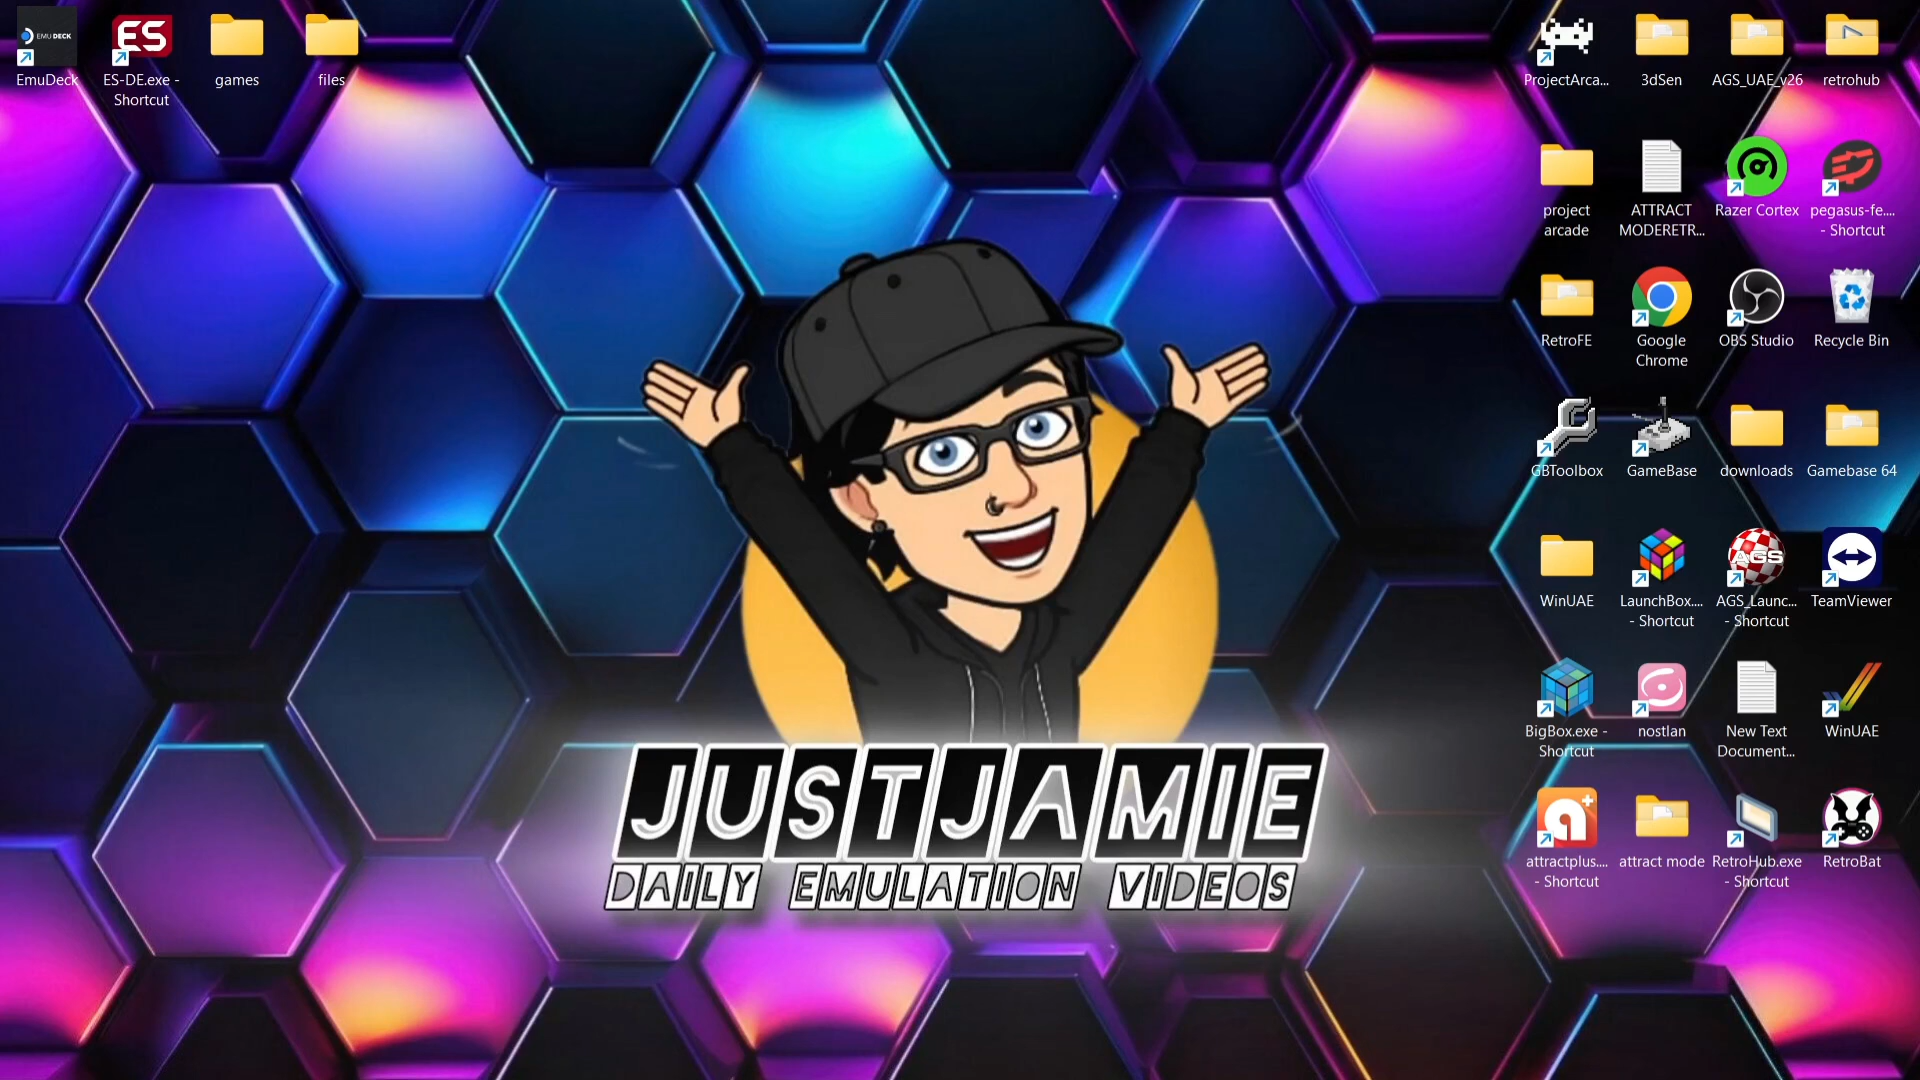 EMUDECK
EmuDeck
ES
ES-DE.exe -
Shortcut
games
files
ProjectArca...
3dSen
AGS_UAE_v26
retrohub
project
arcade
ATTRACT
MODERETR...
Razer Cortex
pegasus-fe....
- Shortcut
RetroFE
Google
Chrome
OBS Studio
Recycle Bin
GBToolbox
GameBase
downloads
Gamebase 64
WinUAE
LaunchBox....
- Shortcut
AGS
AGS_Launc...
- Shortcut
TeamViewer
BigBox.exe -
Shortcut
nostlan
New Text
Document...
WinUAE
a+
attractplus....
- Shortcut
attract mode
RetroHub.exe
- Shortcut
RetroBat
JUSTJAMIE
DAILY EMULATION VIDEOS